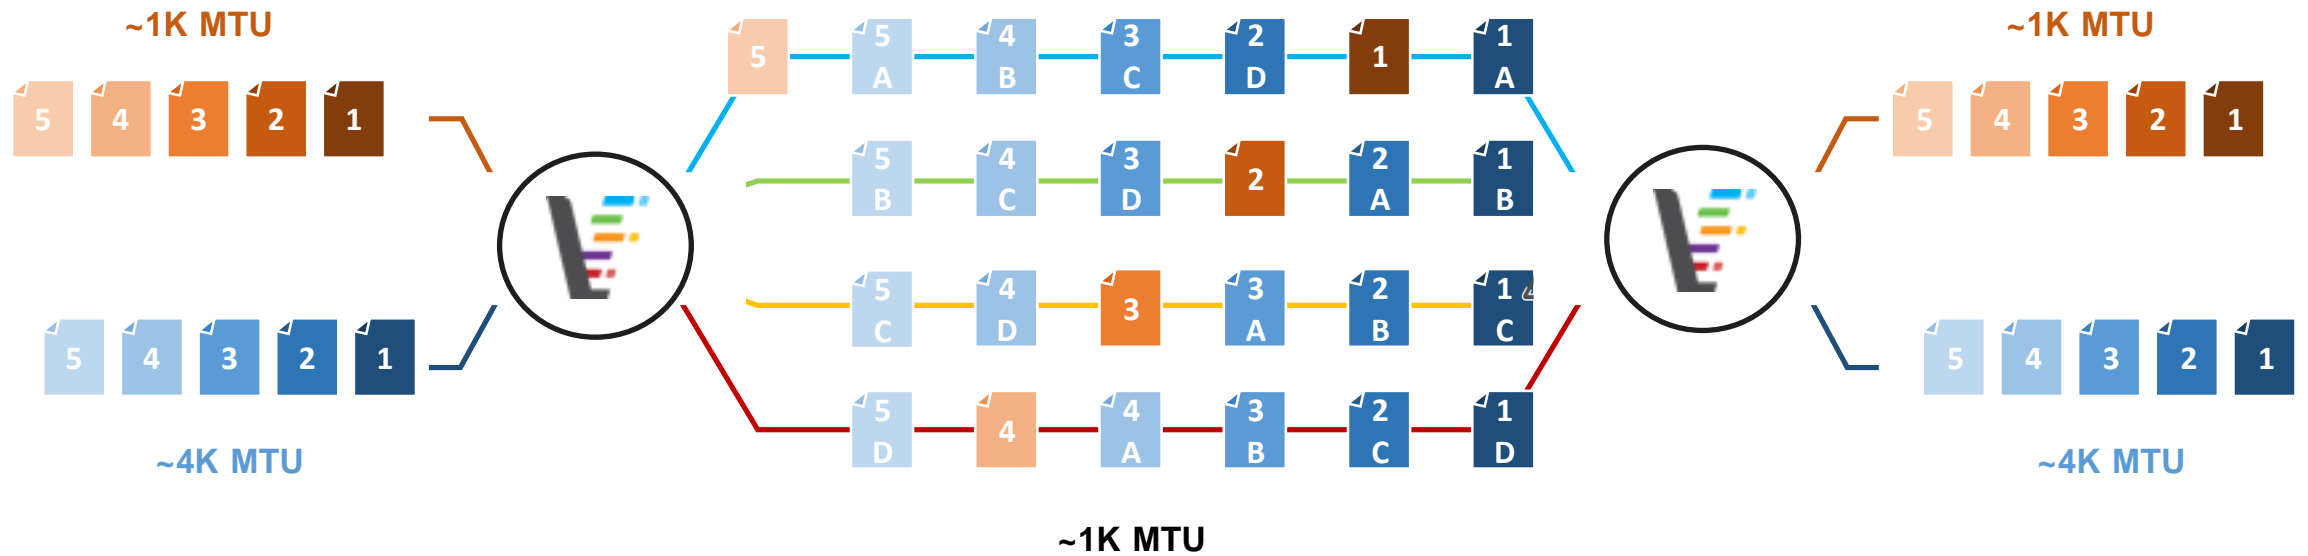 ~1K MTU
5 4 3 2 1
5 4 3 2 1
~4K MTU
5 5 A 4 B 3 C 2 D 1 1 A
5 B 4 C 3 D 2 2 A 1 B
5 C 4 D 3 3 A 2 B 1 C
5 D 4 4 A 3 B 2 C 1 D
~1K MTU
~1K MTU
5 4 3 2 1
5 4 3 2 1
~4K MTU